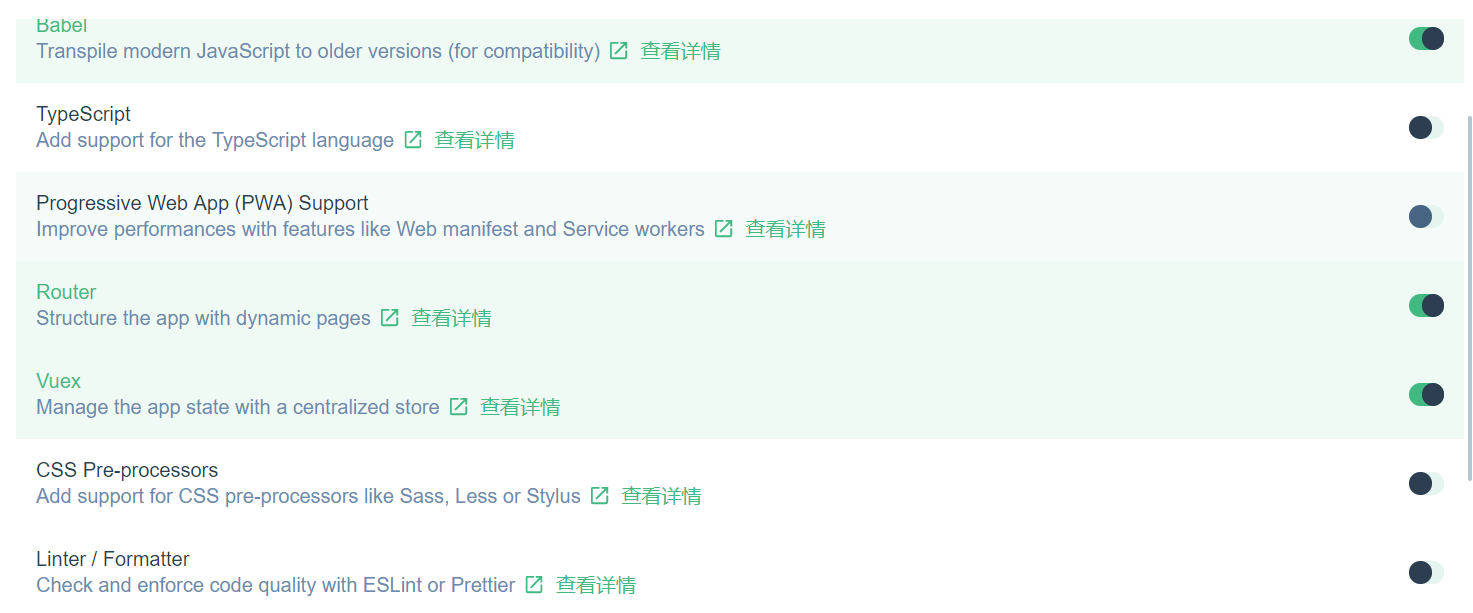 Babel
Transpile modern JavaScript to older versions (for compatibility) 查看详情
TypeScript
Add support for the TypeScript language 查看详情
Progressive Web App (PWA) Support
Improve performances with features like Web manifest and Service workers 查看详情
Router
Structure the app with dynamic pages 查看详情
Vuex
Manage the app state with a centralized store 查看详情
CSS Pre-processors
Add support for CSS pre-processors like Sass, Less or Stylus 查看详情
Linter / Formatter
Check and enforce code quality with ESLint or Prettier 查看详情